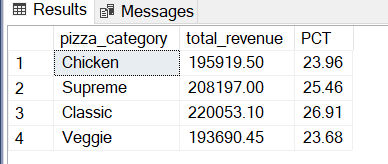 Results Messages
pizza_category total_revenue PCT
1 Chicken 195919.50 23.96
2 Supreme 208197.00 25.46
3 Classic 220053.10 26.91
4 Veggie 193690.45 23.68